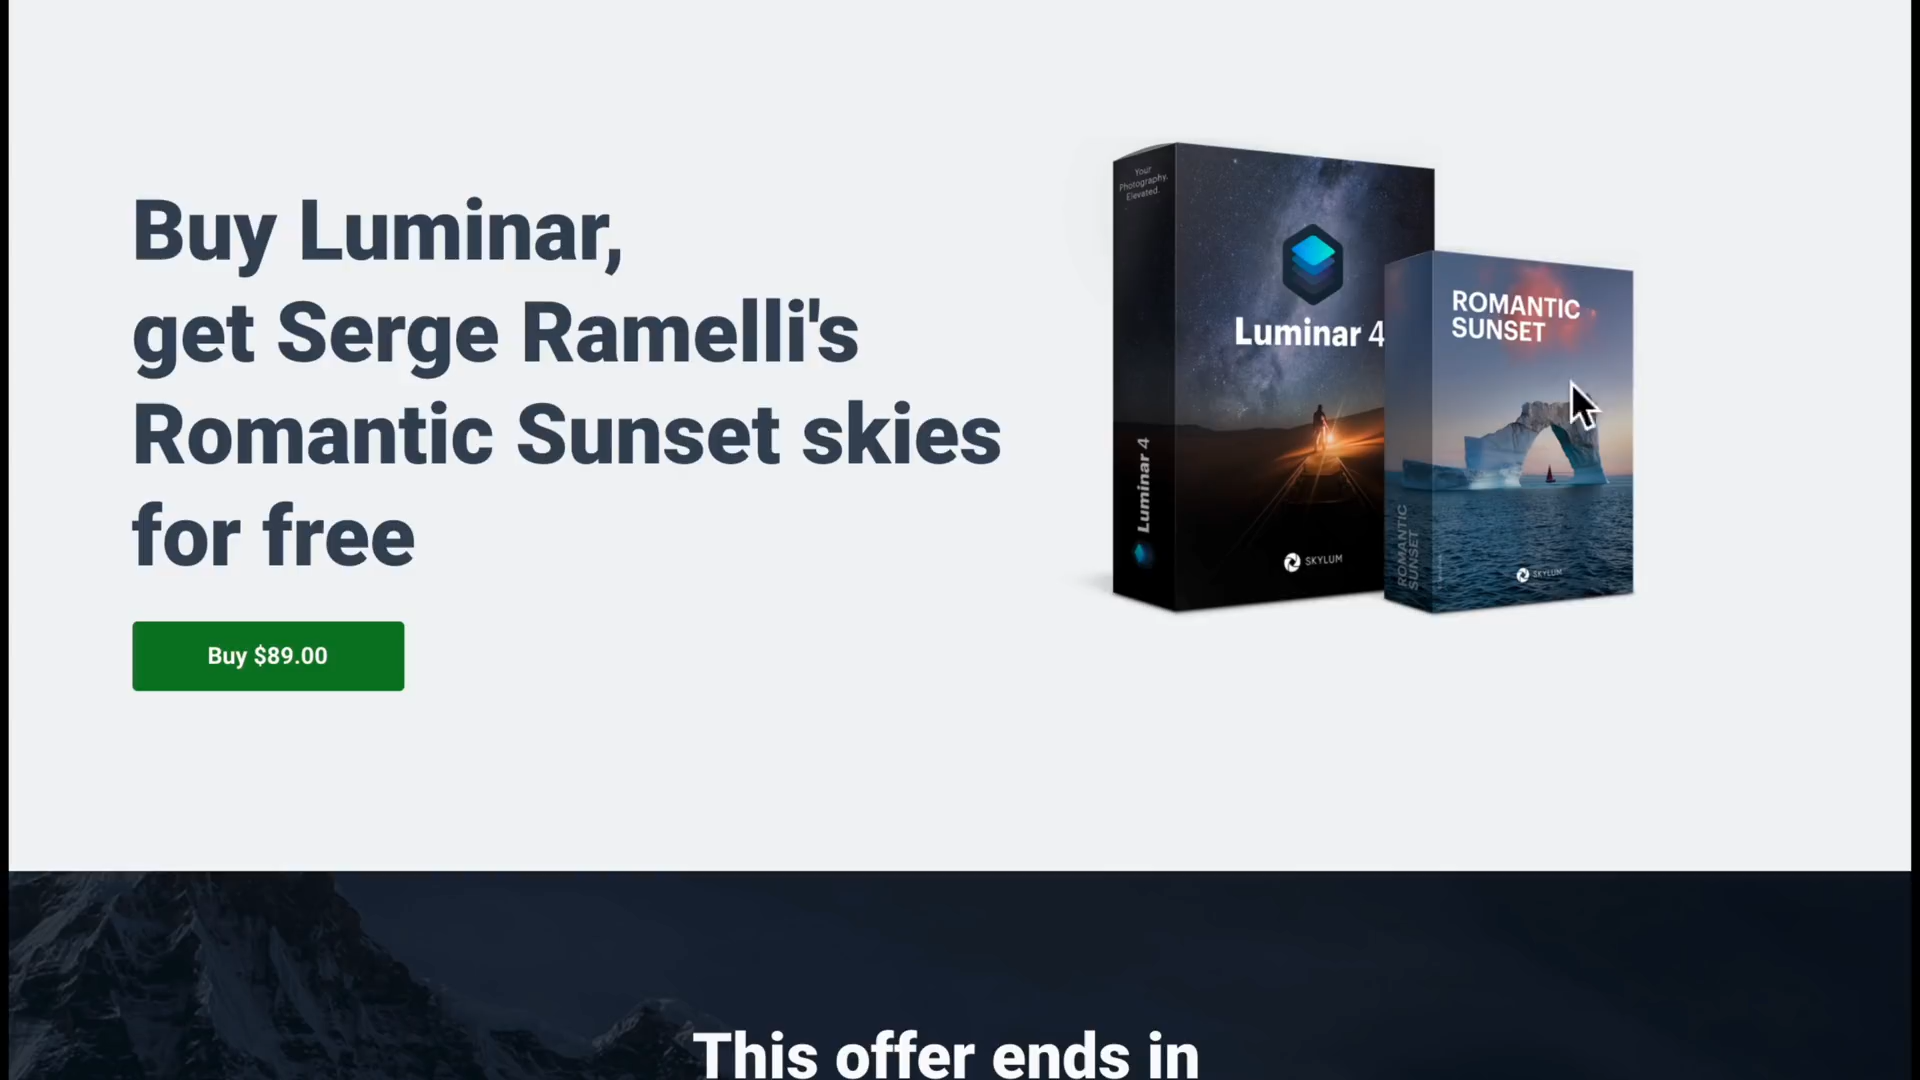 Buy Luminar,
get Serge Ramelli's
Romantic Sunset skies
for free
Buy $89.00
Your
Photography.
Elevated.
Luminar 4
Luminar 4
SKYLUM
ROMANTIC
SUNSET
ROMANTIC
SUNSET
SKYLUM
This offer ends in